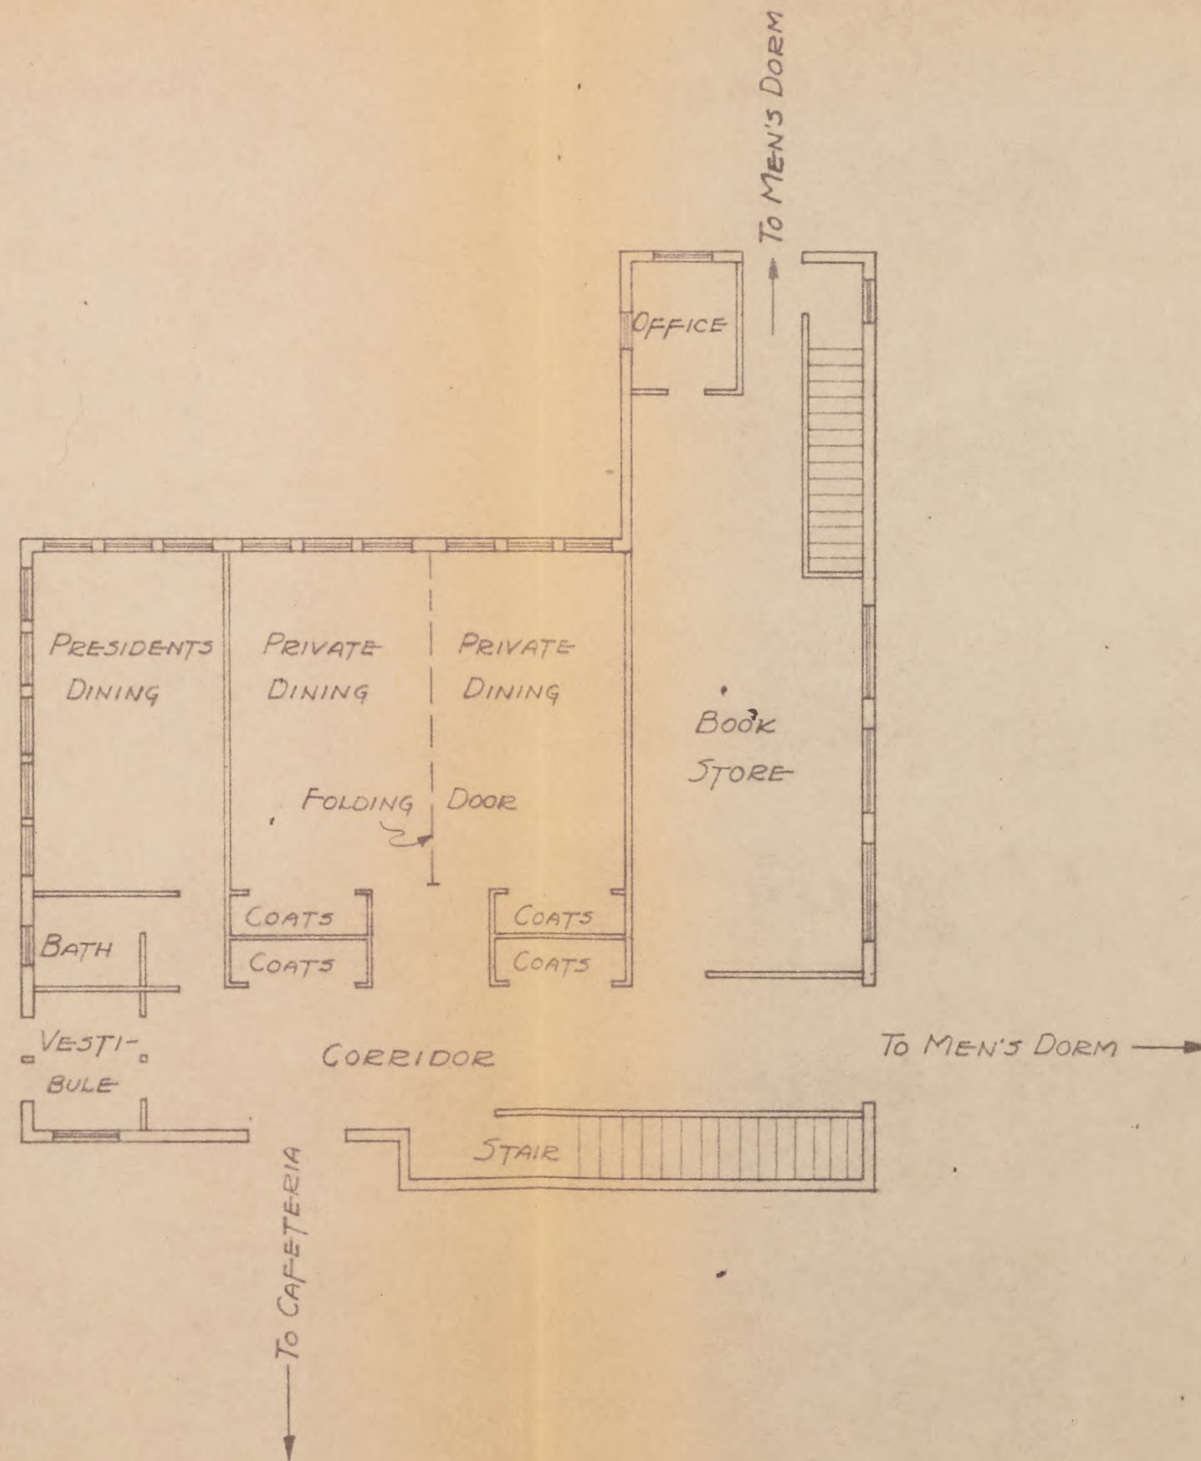 TO MEN'S DORM
OFFICE
PRESIDENTS
DINING
PRIVATE
DINING
PRIVATE
DINING
BOOK
STORE
FOLDING DOOR
COATS
COATS
BATH
COATS
COATS
VESTI-
BULE
CORRIDOR
TO MEN'S DORM
STAIR
TO CAFETERIA